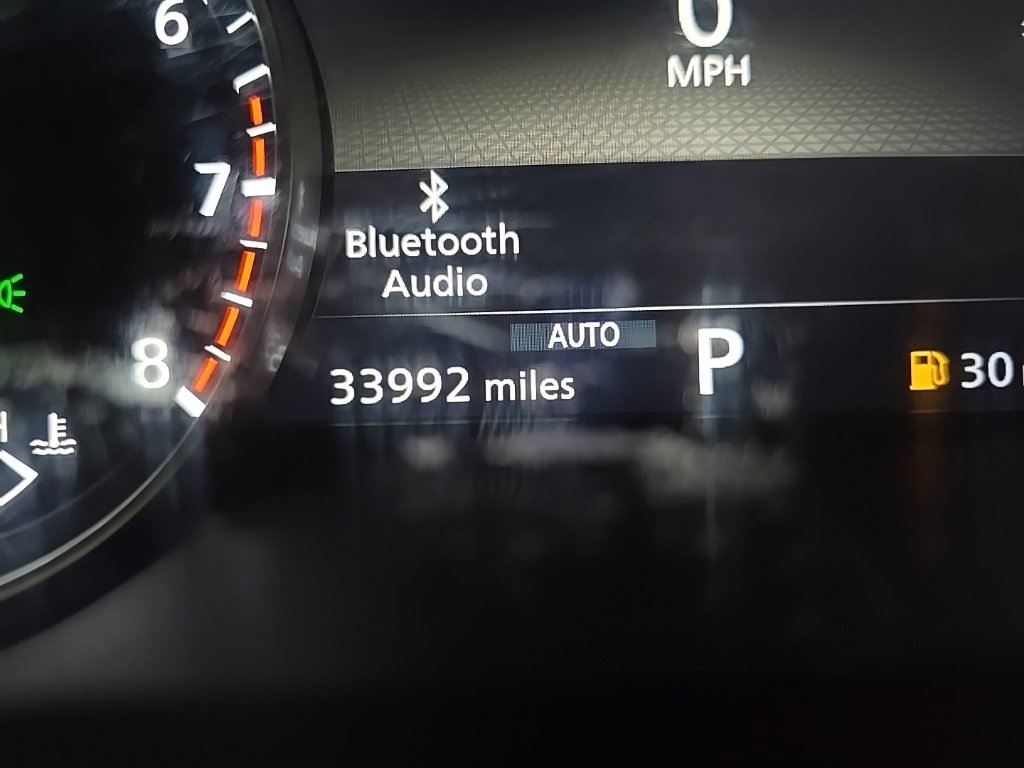 6
0
MPH
7
Bluetooth
Audio
AUTO
8
33992 miles
P
30
H